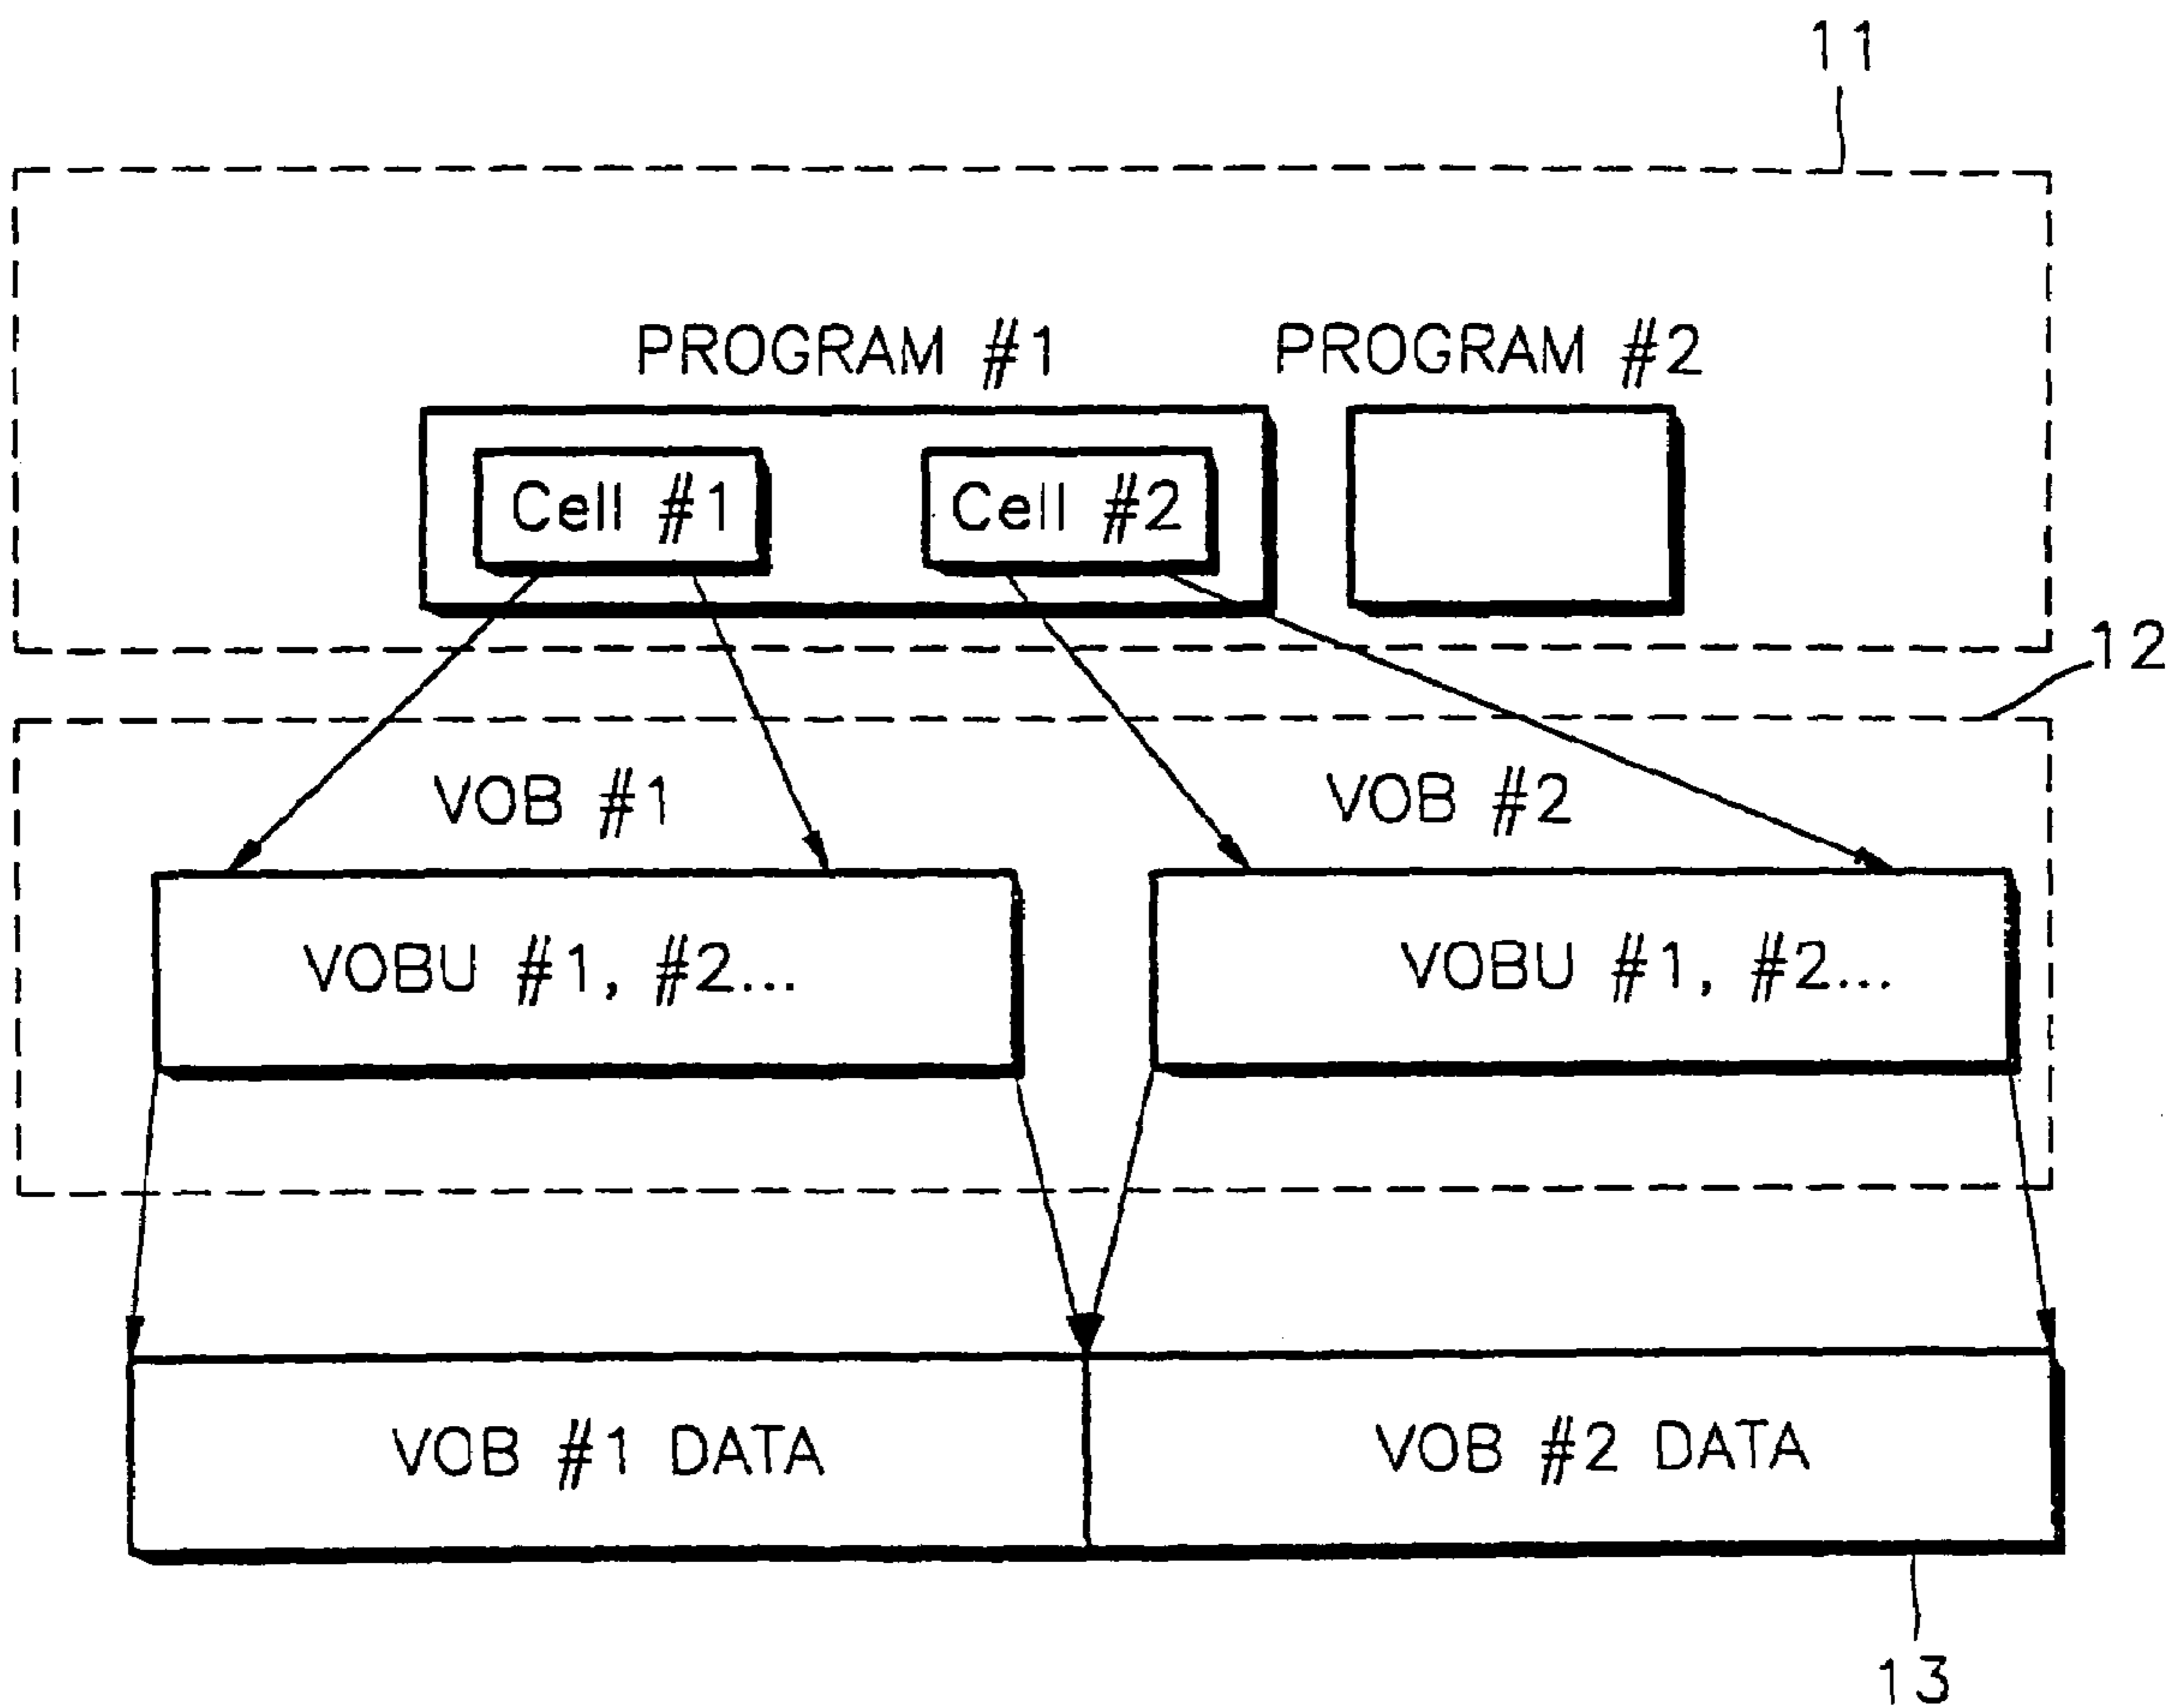 11
PROGRAM #1
PROGRAM #2
Cell #1
Cell #2
12
VOB #1
VOB #2
VOBU #1, #2...
VOBU #1, #2...
VOB #1 DATA
VOB #2 DATA
13